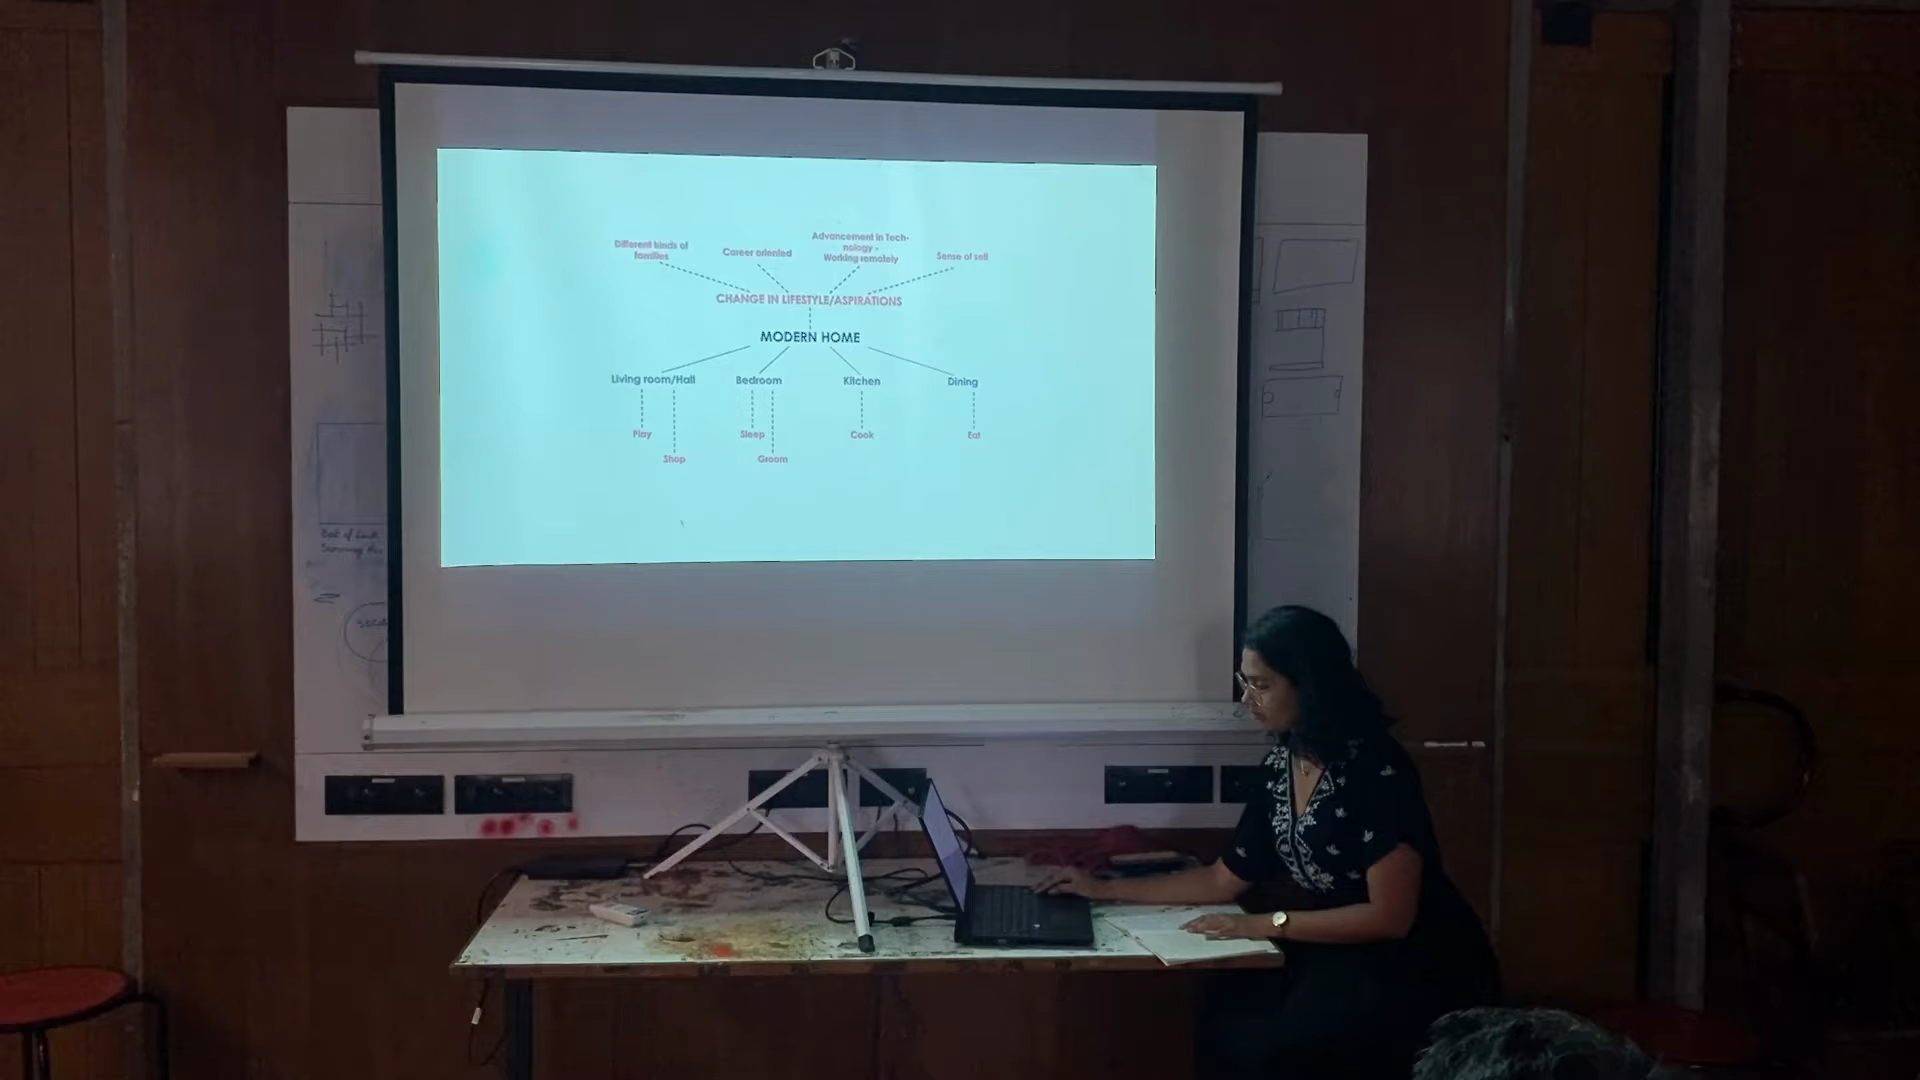 Different kinds of
families
Career oriented
Advancement in Tech-
nology -
Working remotely
Sense of self
CHANGE IN LIFESTYLE/ASPIRATIONS
MODERN HOME
Living room/Hall
Bedroom
Kitchen
Dining
Play
Sleep
Cook
Eat
Shop
Groom